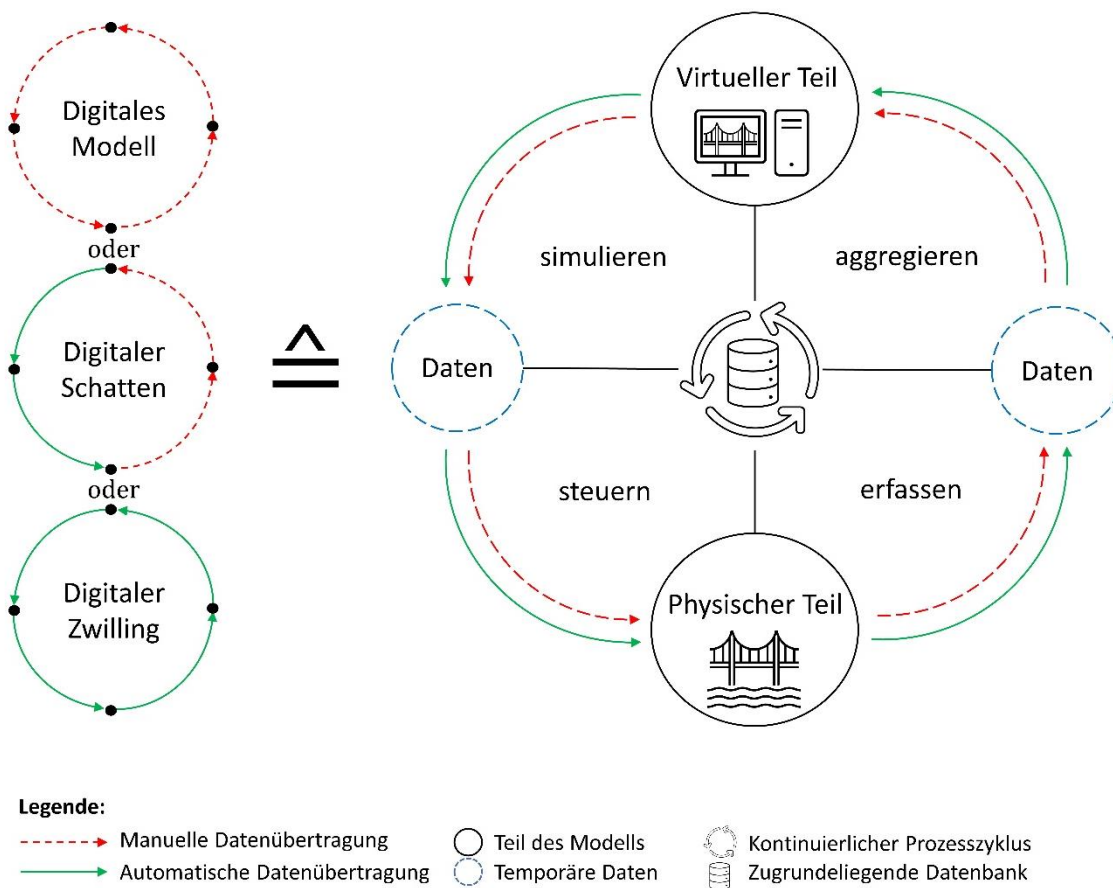 Digitales
Modell
oder
Digitaler
Schatten
oder
Digitaler
Zwilling
≙
Virtueller Teil
simulieren
aggregieren
Daten
Daten
steuern
erfassen
Physischer Teil
Legende:
Manuelle Datenübertragung
Automatische Datenübertragung
Teil des Modells
Temporäre Daten
Kontinuierlicher Prozesszyklus
Zugrundeliegende Datenbank